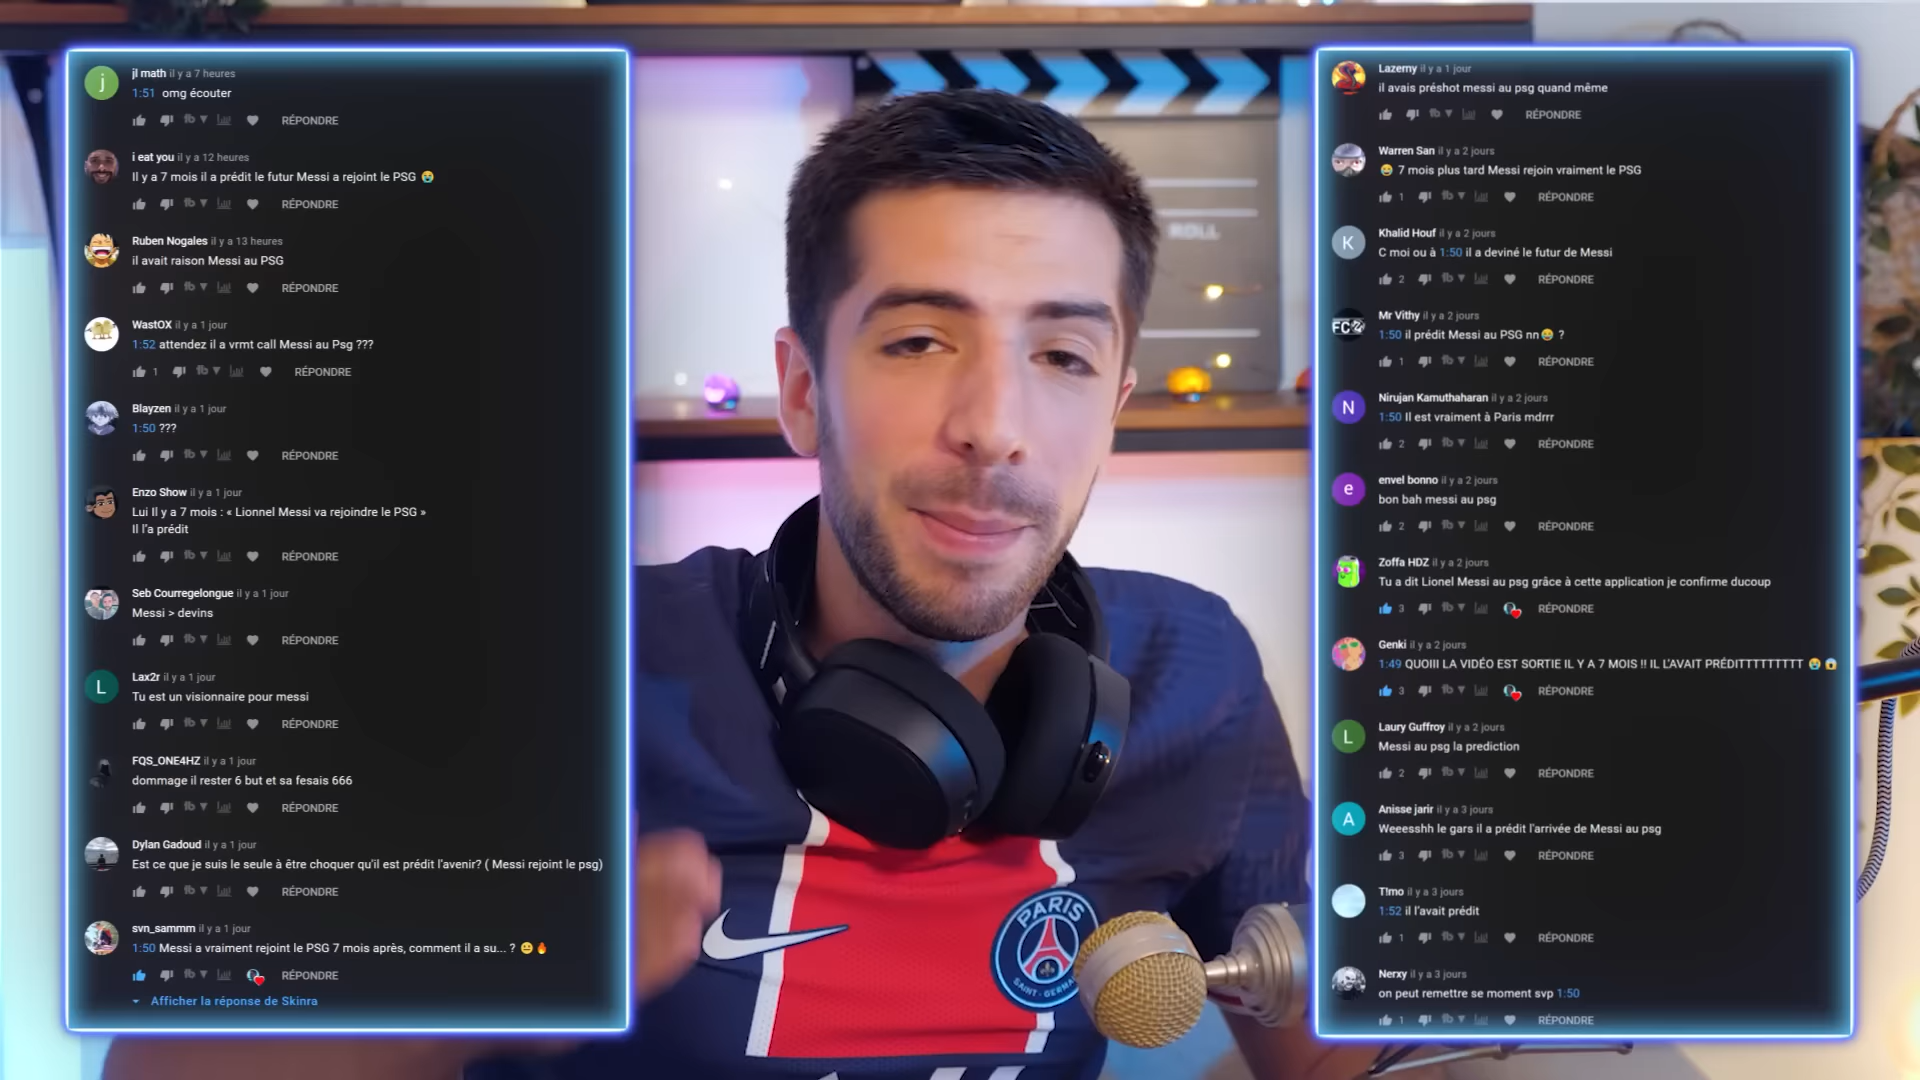 j
jl math il y a 7 heures
1:51 omg écouter
RÉPONDRE
i eat you il y a 12 heures
Il y a 7 mois il a prédit le futur Messi a rejoint le PSG 😭
RÉPONDRE
Ruben Nogales il y a 13 heures
il avait raison Messi au PSG
RÉPONDRE
WastOX il y a 1 jour
1:52 attendez il a vrmt call Messi au Psg ???
1 RÉPONDRE
Blayzen il y a 1 jour
1:50 ???
RÉPONDRE
Enzo Show il y a 1 jour
Lui Il y a 7 mois : « Lionnel Messi va rejoindre le PSG »
Il l'a prédit
RÉPONDRE
Seb Courregelongue il y a 1 jour
Messi > devins
RÉPONDRE
L
Lax2r il y a 1 jour
Tu est un visionnaire pour messi
RÉPONDRE
FQS_ONE4HZ il y a 1 jour
dommage il rester 6 but et sa fesais 666
RÉPONDRE
Dylan Gadoud il y a 1 jour
Est ce que je suis le seule à être choquer qu'il est prédit l'avenir? ( Messi rejoint le psg)
RÉPONDRE
svn_sammm il y a 1 jour
1:50 Messi a vraiment rejoint le PSG 7 mois après, comment il a su... ? 😐🔥
RÉPONDRE
Afficher la réponse de Skinra
ROLL
PARIS
SAINT-GERMA
Lazerny il y a 1 jour
il avais préshot messi au psg quand même
RÉPONDRE
Warren San il y a 2 jours
😂 7 mois plus tard Messi rejoin vraiment le PSG
1 RÉPONDRE
K
Khalid Houf il y a 2 jours
C moi ou à 1:50 il a deviné le futur de Messi
2 RÉPONDRE
FC24
Mr Vithy il y a 2 jours
1:50 il prédit Messi au PSG nn😭 ?
1 RÉPONDRE
N
Nirujan Kamuthaharan il y a 2 jours
1:50 Il est vraiment à Paris mdrrr
2 RÉPONDRE
e
envel bonno il y a 2 jours
bon bah messi au psg
2 RÉPONDRE
Zoffa HDZ il y a 2 jours
Tu a dit Lionel Messi au psg grâce à cette application je confirme ducoup
3 RÉPONDRE
Genki il y a 2 jours
1:49 QUOIII LA VIDÉO EST SORTIE IL Y A 7 MOIS !! IL L'AVAIT PRÉDITTTTTTTTT 😭😱
3 RÉPONDRE
L
Laury Guffroy il y a 2 jours
Messi au psg la prediction
2 RÉPONDRE
A
Anisse jarir il y a 3 jours
Weeesshh le gars il a prédit l'arrivée de Messi au psg
3 RÉPONDRE
T!mo il y a 3 jours
1:52 il l'avait prédit
1 RÉPONDRE
Nerxy il y a 3 jours
on peut remettre se moment svp 1:50
1 RÉPONDRE